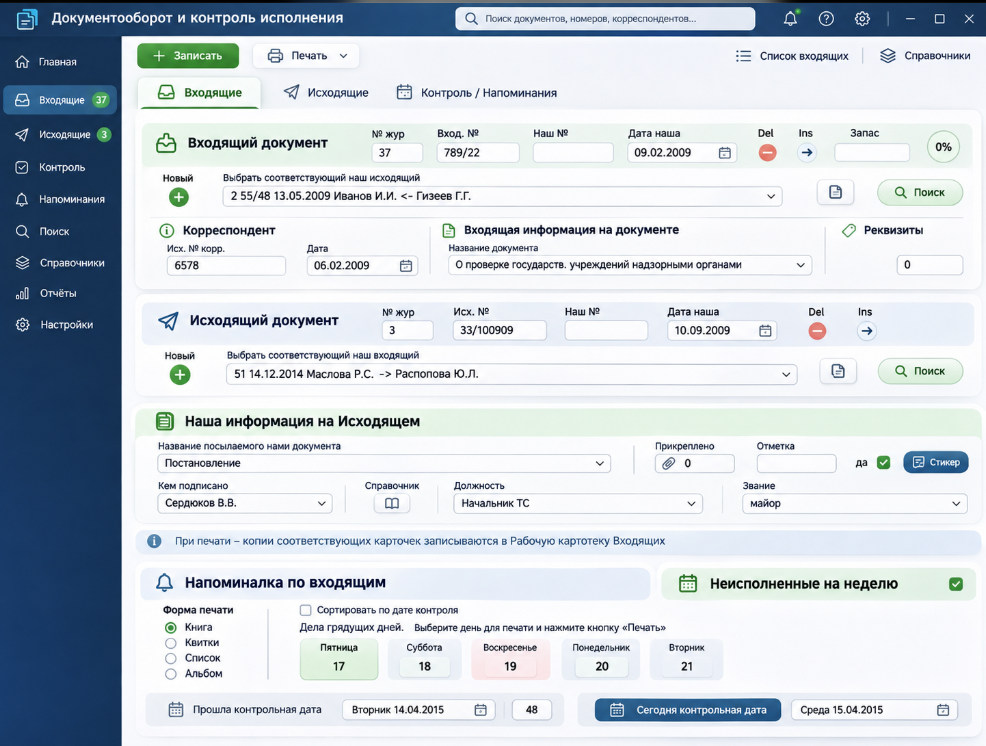 Документооборот и контроль исполнения
Поиск документов, номеров, корреспондентов...
Главная
Входящие 37
Исходящие 3
Контроль
Напоминания
Поиск
Справочники
Отчёты
Настройки
+ Записать
Печать
Список входящих
Справочники
Входящие
Исходящие
Контроль / Напоминания
Входящий документ
№ жур
Вход. №
Наш №
Дата наша
Del
Ins
Запас
37
789/22
09.02.2009
0%
Новый
Выбрать соответствующий наш исходящий
2 55/48 13.05.2009 Иванов И.И. <- Гизеев Г.Г.
Поиск
Корреспондент
Исх. № корр.
Дата
6578
06.02.2009
Входящая информация на документе
Название документа
О проверке государств. учреждений надзорными органами
Реквизиты
0
Исходящий документ
№ жур
Исх. №
Наш №
Дата наша
Del
Ins
3
33/100909
10.09.2009
Новый
Выбрать соответствующий наш входящий
51 14.12.2014 Маслова Р.С. -> Распопова Ю.Л.
Поиск
Наша информация на Исходящем
Название посылаемого нами документа
Прикреплено
Отметка
Постановление
0
да
Стикер
Кем подписано
Справочник
Должность
Звание
Сердюков В.В.
Начальник ТС
майор
При печати – копии соответствующих карточек записываются в Рабочую картотеку Входящих
Напоминалка по входящим
Неисполненные на неделю
Форма печати
Книга
Квитки
Список
Альбом
Сортировать по дате контроля
Дела грядущих дней. Выберите день для печати и нажмите кнопку «Печать»
Пятница
17
Суббота
18
Воскресенье
19
Понедельник
20
Вторник
21
Прошла контрольная дата
Вторник 14.04.2015
48
Сегодня контрольная дата
Среда 15.04.2015